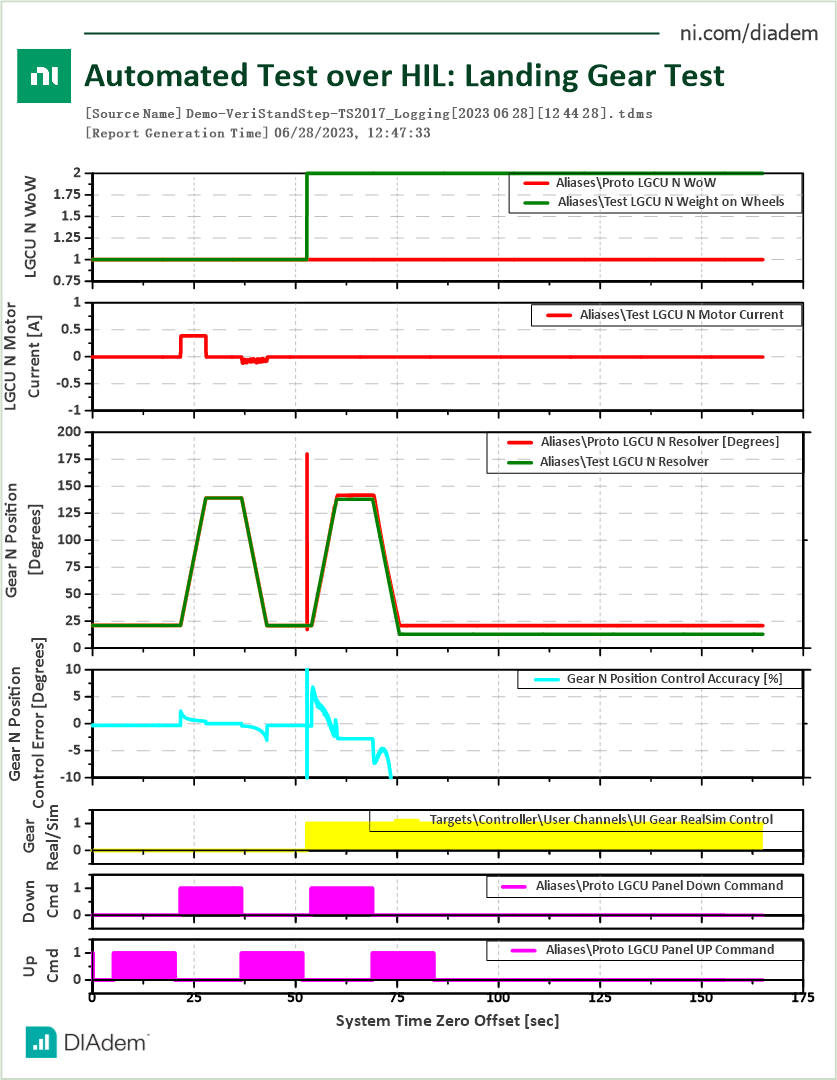 ni.com/diadem
ni
Automated Test over HIL: Landing Gear Test
[Source Name] Demo-VeriStandStep-TS2017_Logging[2023 06 28][12 44 28].tdms
[Report Generation Time] 06/28/2023, 12:47:33
LGCU N WoW
2
1.75
1.5
1.25
1
0.75
Aliases\Proto LGCU N WoW
Aliases\Test LGCU N Weight on Wheels
LGCU N Motor
Current [A]
1
0.5
0
-0.5
-1
Aliases\Test LGCU N Motor Current
Gear N Position
[Degrees]
200
175
150
125
100
75
50
25
0
Aliases\Proto LGCU N Resolver [Degrees]
Aliases\Test LGCU N Resolver
Gear N Position
Control Error [Degrees]
10
5
0
-5
-10
Gear N Position Control Accuracy [%]
Gear
Real/Sim
1
0
Targets\Controller\User Channels\UI Gear RealSim Control
Down
Cmd
1
0
Aliases\Proto LGCU Panel Down Command
Up
Cmd
1
0
Aliases\Proto LGCU Panel UP Command
0 25 50 75 100 125 150 175
System Time Zero Offset [sec]
DIAdem™